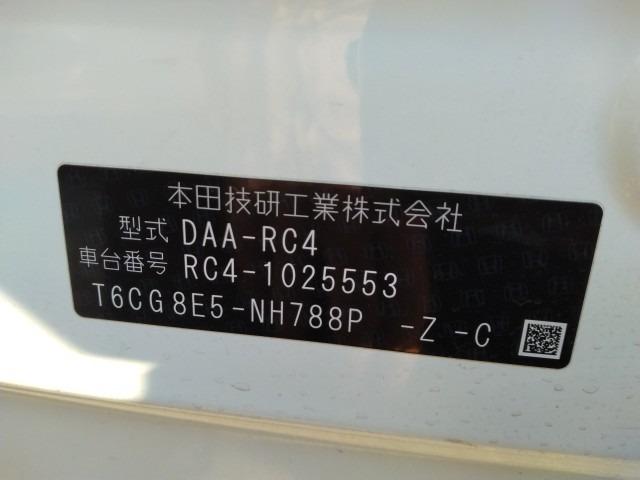 本田技研工業株式会社
型式 DAA-RC4
車台番号 RC4-1025553
T6CG8E5-NH788P -Z -C